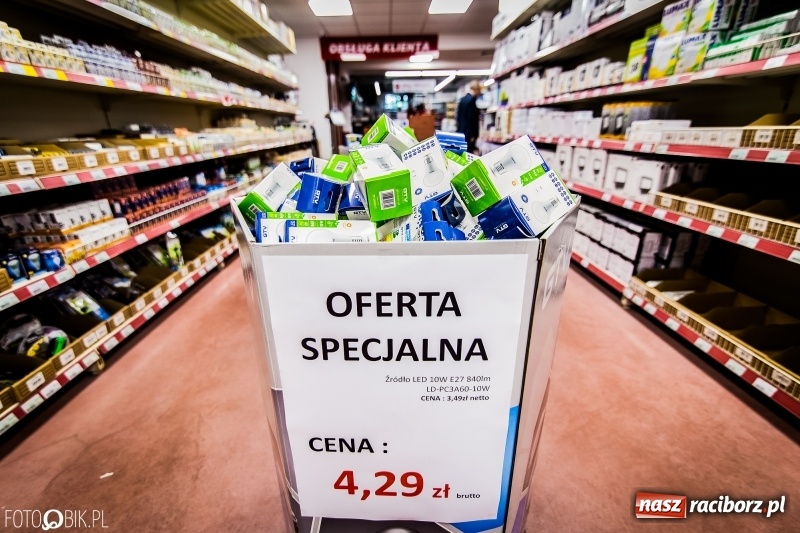 OBSŁUGA KLIENTA
GTV
OFERTA
SPECJALNA
Źródło LED 10W E27 840lm
LD-PC3A60-10W
CENA : 3,49zł netto
CENA :
4,29 zł brutto
FOTOBIK.PL
nasz raciborz.pl